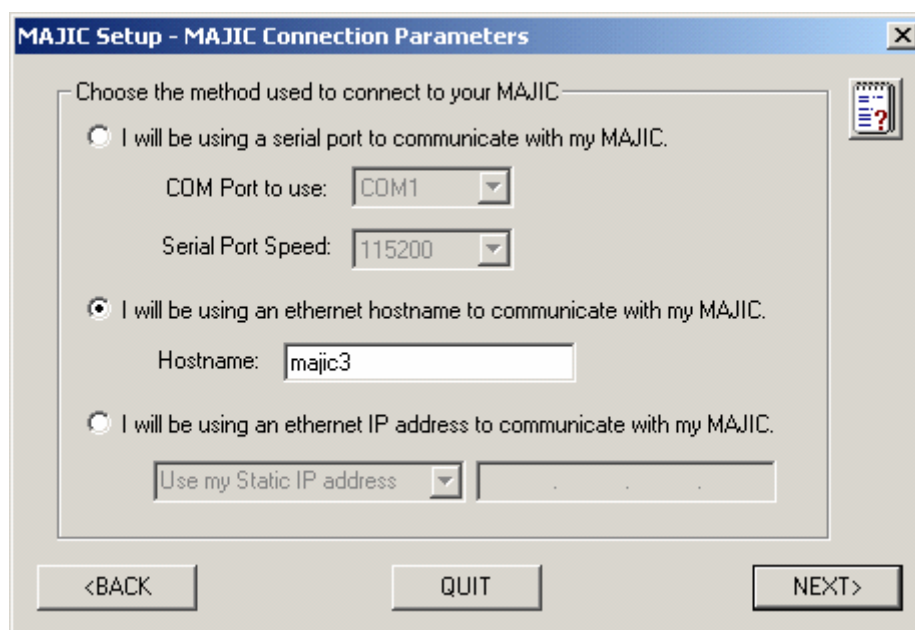 MAJIC Setup - MAJIC Connection Parameters
Choose the method used to connect to your MAJIC
I will be using a serial port to communicate with my MAJIC.
COM Port to use: COM1
Serial Port Speed: 115200
I will be using an ethernet hostname to communicate with my MAJIC.
Hostname: majic3
I will be using an ethernet IP address to communicate with my MAJIC.
Use my Static IP address . . .
<BACK QUIT NEXT>